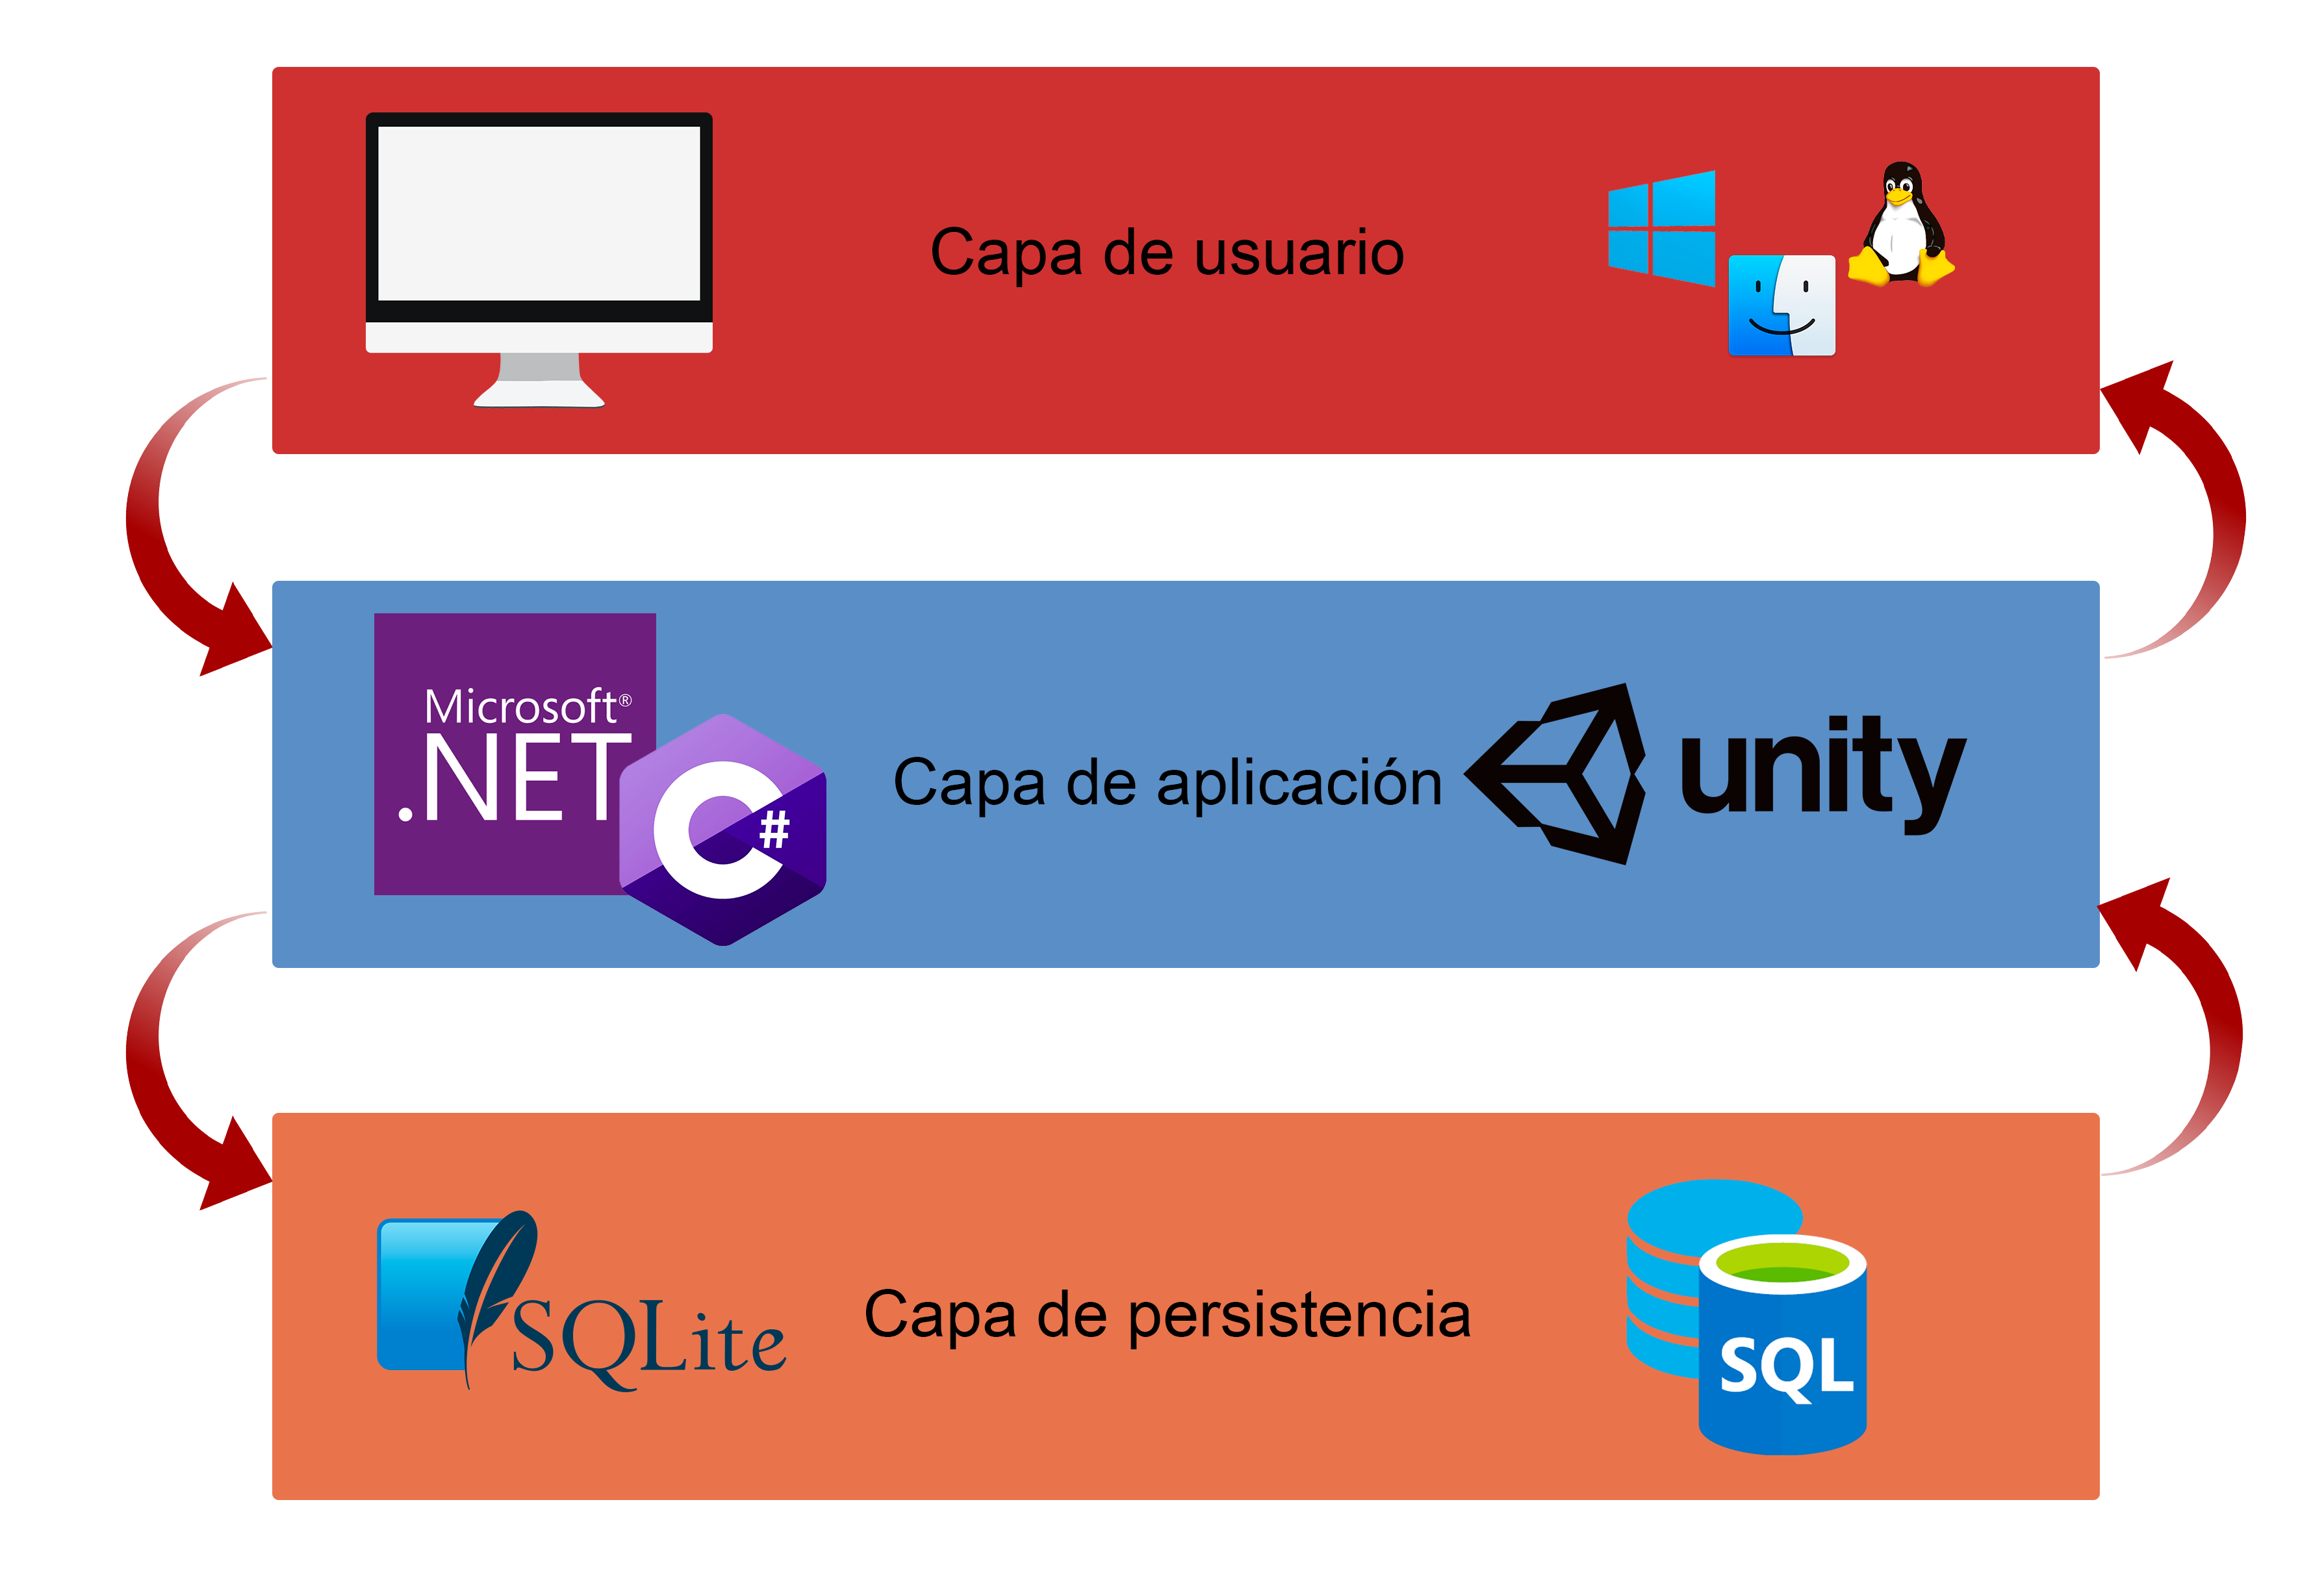 Capa de usuario
Microsoft®
.NET
C#
Capa de aplicación
unity
SQLite
Capa de persistencia
SQL